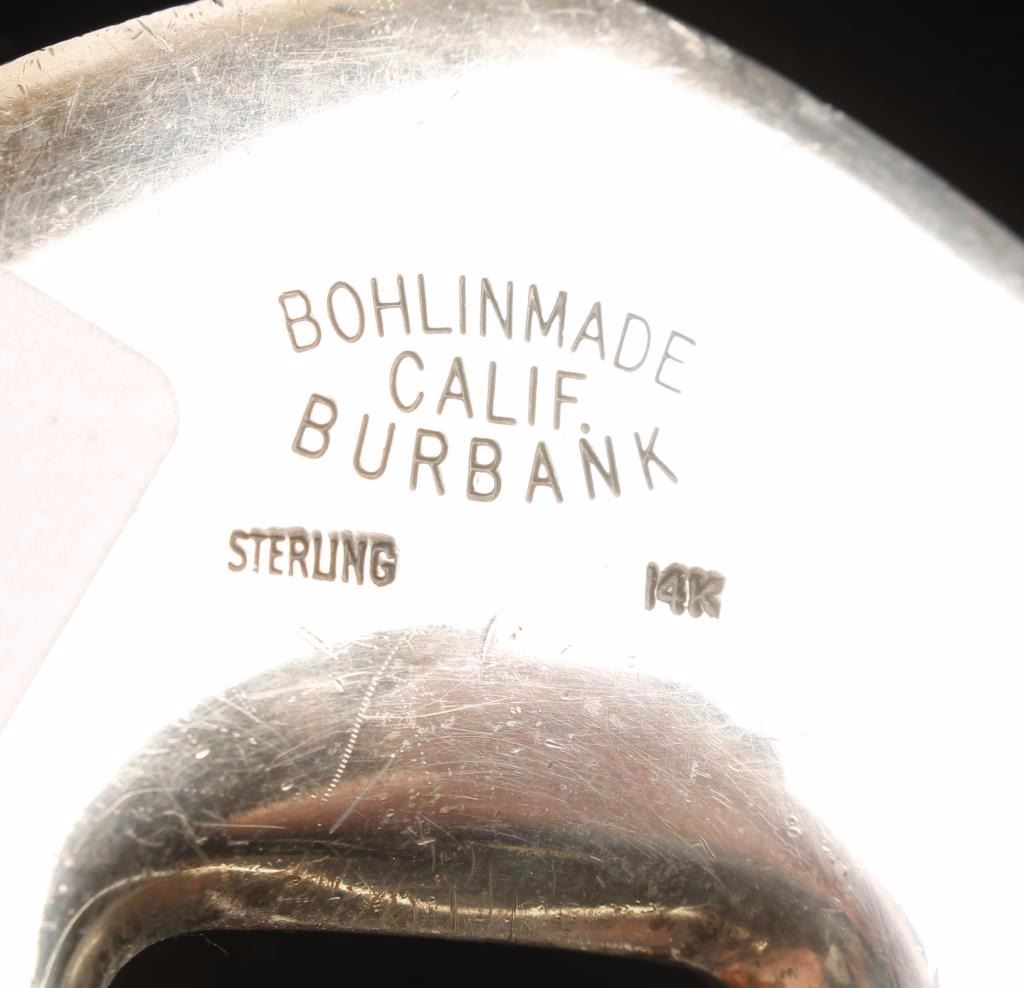 BOHLINMADE
CALIF.
BURBANK
STERLING 14K